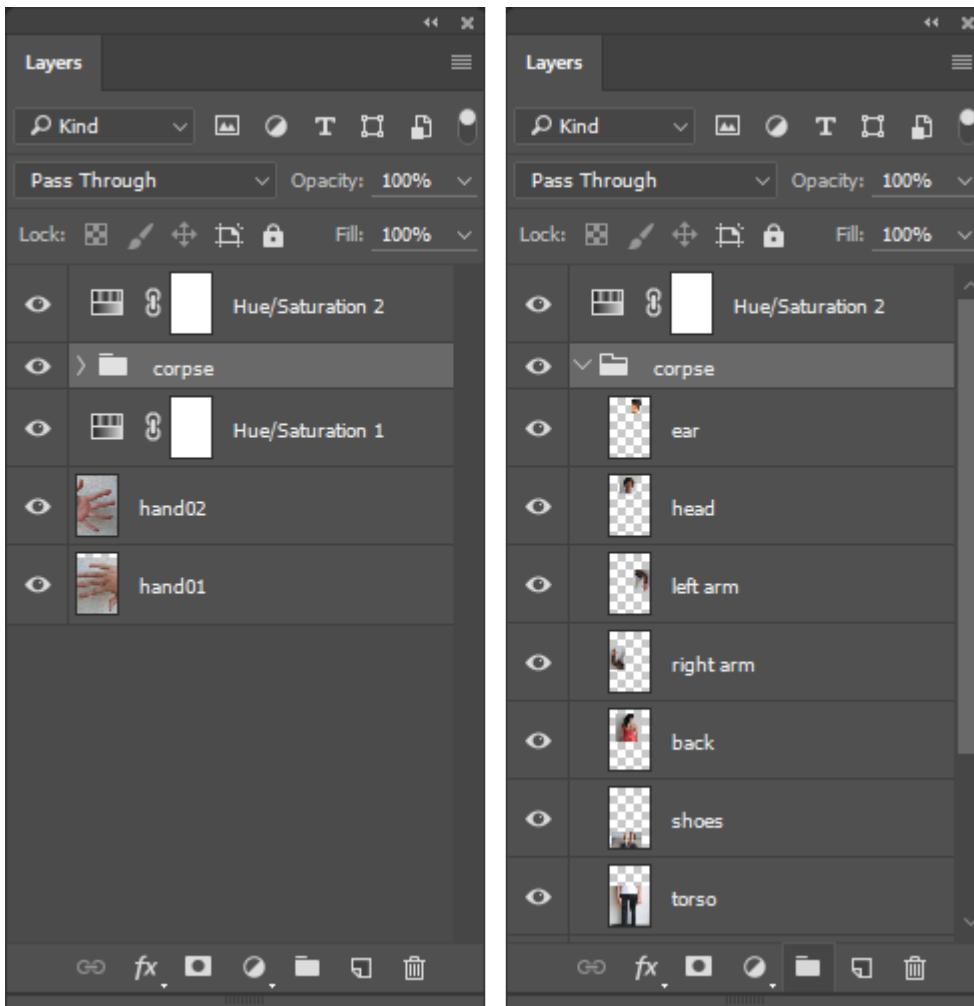 Layers
Kind
Pass Through Opacity: 100%
Lock: Fill: 100%
Hue/Saturation 2
corpse
Hue/Saturation 1
hand02
hand01
fx
Layers
Kind
Pass Through Opacity: 100%
Lock: Fill: 100%
Hue/Saturation 2
corpse
ear
head
left arm
right arm
back
shoes
torso
fx